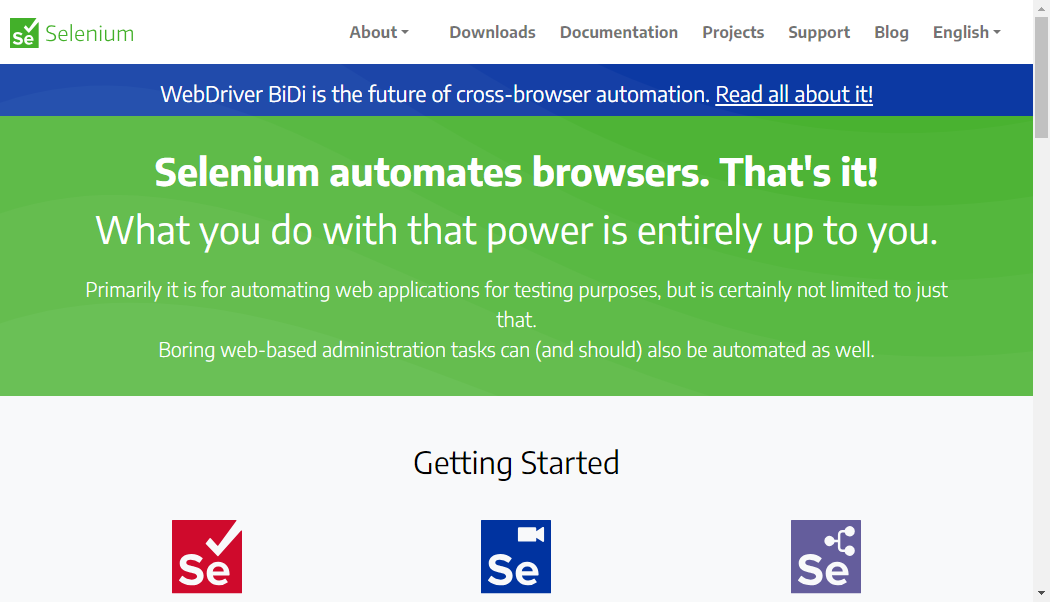 Se Selenium
About Downloads Documentation Projects Support Blog English
WebDriver BiDi is the future of cross-browser automation. Read all about it!
Selenium automates browsers. That's it!
What you do with that power is entirely up to you.
Primarily it is for automating web applications for testing purposes, but is certainly not limited to just
that.
Boring web-based administration tasks can (and should) also be automated as well.
Getting Started
Se Se Se